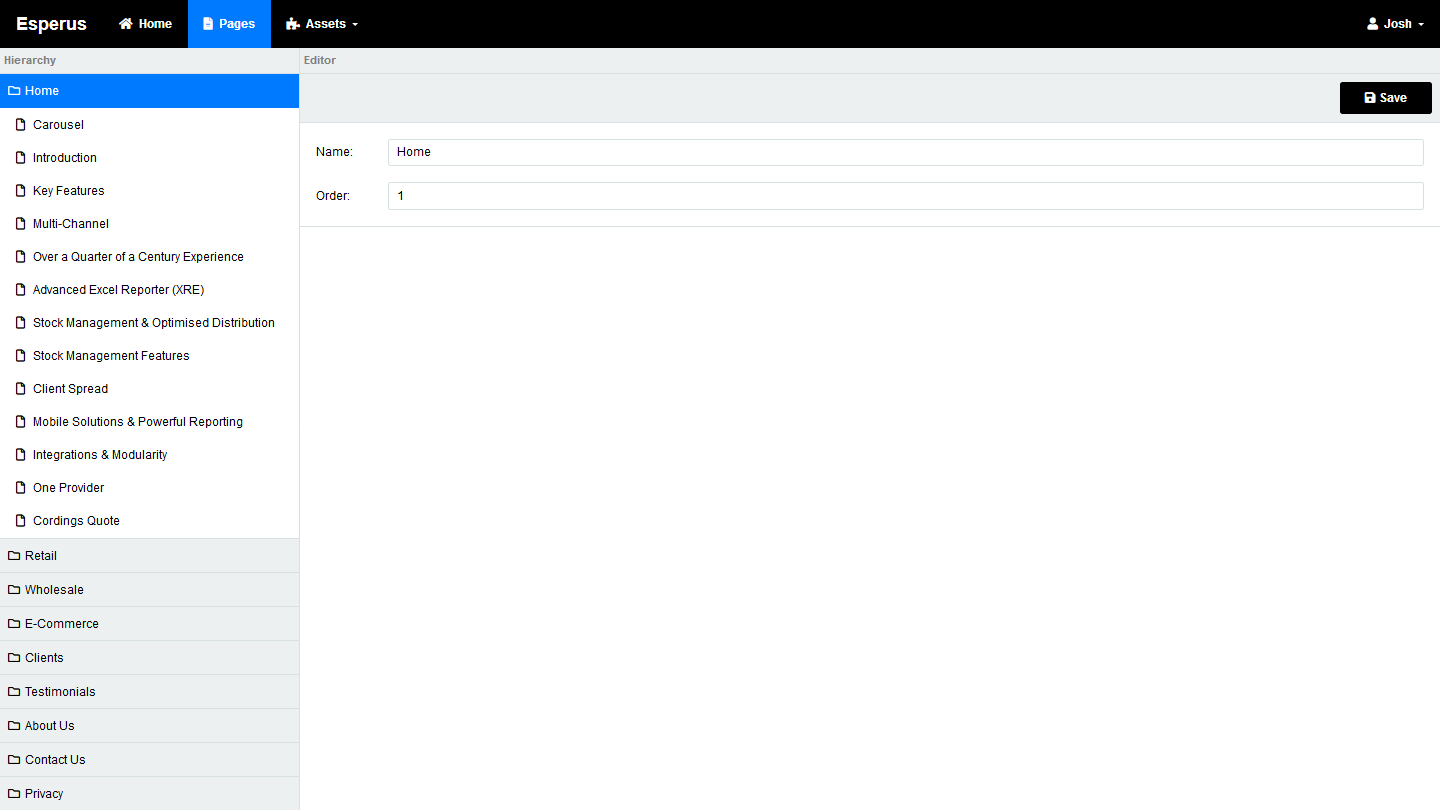 Esperus Home Pages Assets Josh
Hierarchy
Editor
Home
Save
Carousel
Introduction
Key Features
Multi-Channel
Over a Quarter of a Century Experience
Advanced Excel Reporter (XRE)
Stock Management & Optimised Distribution
Stock Management Features
Client Spread
Mobile Solutions & Powerful Reporting
Integrations & Modularity
One Provider
Cordings Quote
Retail
Wholesale
E-Commerce
Clients
Testimonials
About Us
Contact Us
Privacy
Name: Home
Order: 1